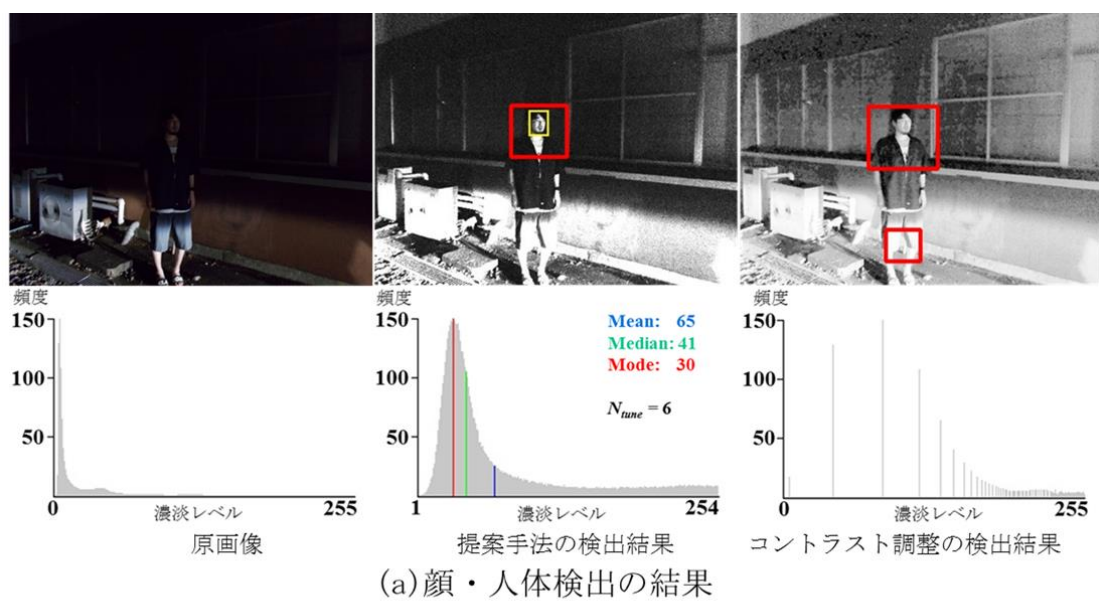 頻度
150
100
50
0
濃淡レベル
255
原画像
頻度
150
100
50
1
濃淡レベル
254
Mean: 65
Median: 41
Mode: 30
Ntune = 6
提案手法の検出結果
頻度
150
100
50
0
濃淡レベル
255
コントラスト調整の検出結果
(a)顔・人体検出の結果